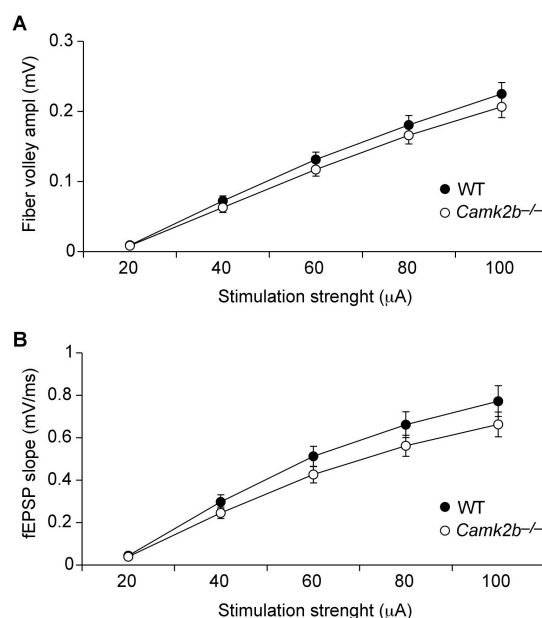 A
Fiber volley ampl (mV)
0.3
0.2
0.1
0
20 40 60 80 100
Stimulation strenght (μA)
WT
Camk2b–/–
B
fEPSP slope (mV/ms)
1
0.8
0.6
0.4
0.2
0
20 40 60 80 100
Stimulation strenght (μA)
WT
Camk2b–/–